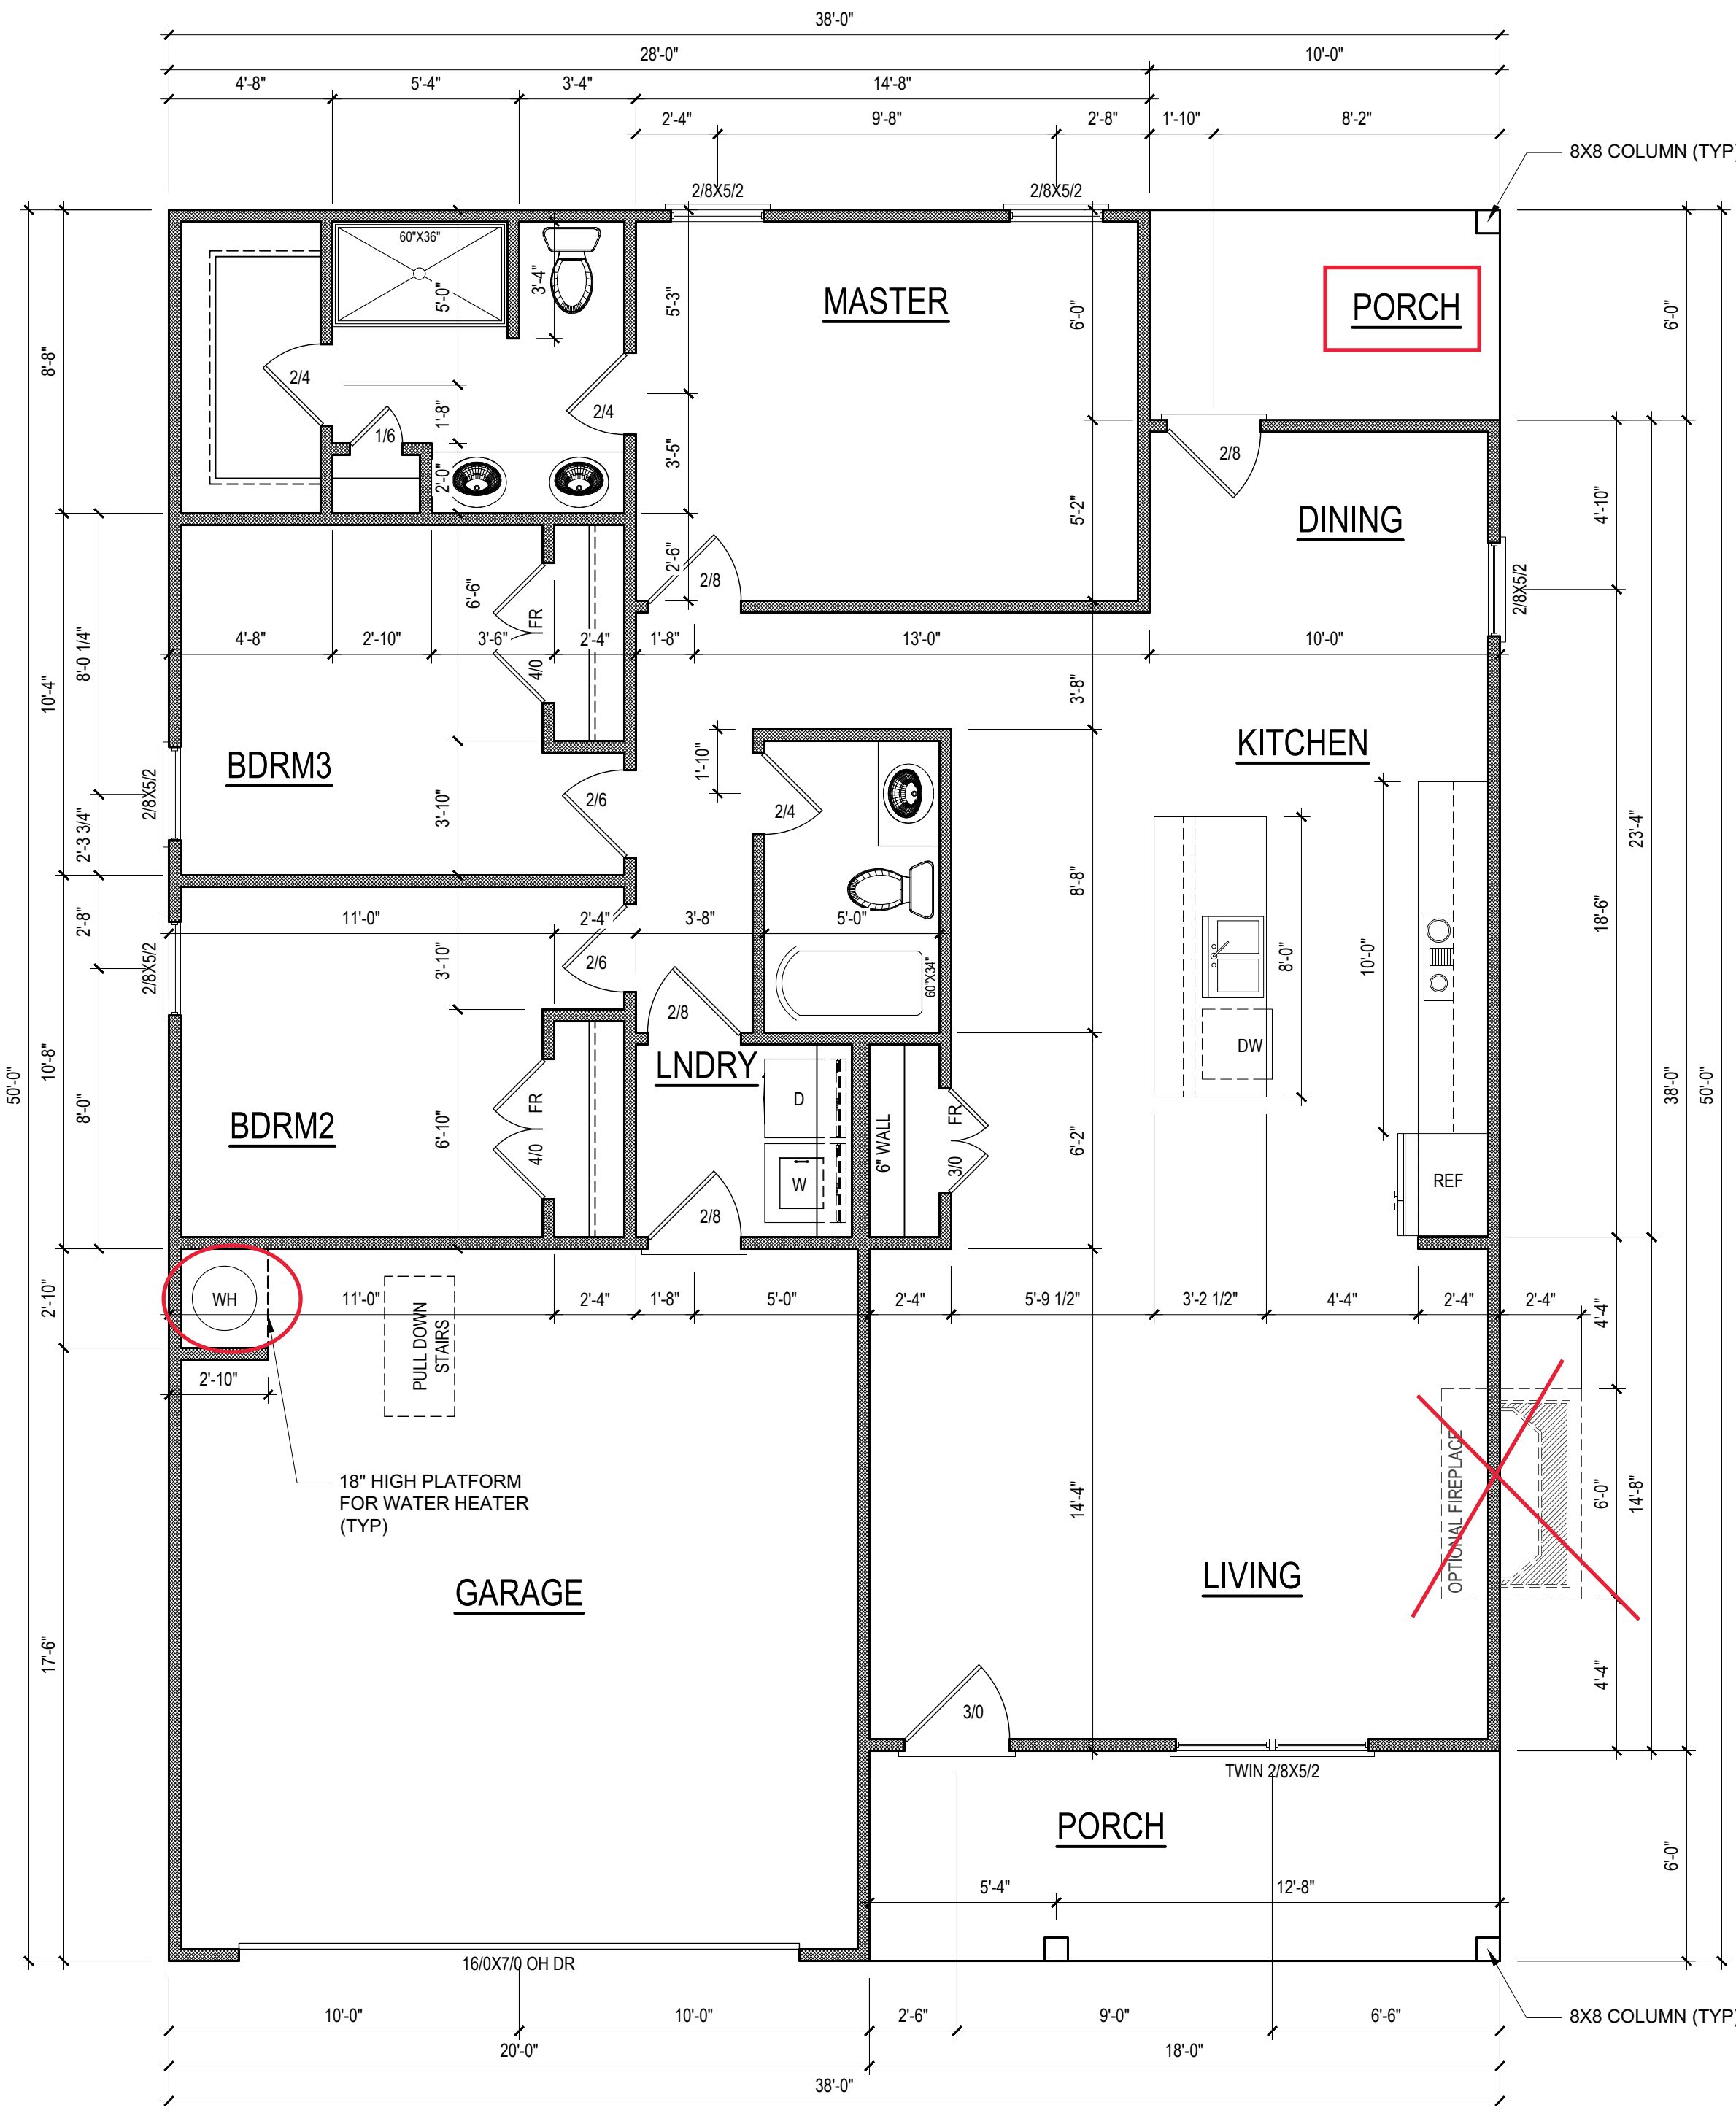 38'-0"
28'-0"
10'-0"
4'-8"
5'-4"
3'-4"
14'-8"
2'-4"
9'-8"
2'-8"
1'-10"
8'-2"
8X8 COLUMN (TYP
2/8X5/2
2/8X5/2
60"X36"
3'-4"
5'-0"
5'-3"
MASTER
6'-0"
PORCH
6'-0"
8'-8"
2/4
1/6
1'-8"
2/4
2'-0"
3'-5"
2/8
5'-2"
DINING
4'-10"
2/8X5/2
2'-6"
2/8
6'-6"
FR
4/0
8'-0 1/4"
10'-4"
4'-8"
2'-10"
3'-6"
2'-4"
1'-8"
13'-0"
10'-0"
3'-8"
KITCHEN
BDRM3
2/8X5/2
2'-3 3/4"
3'-10"
2/6
1'-10"
2/4
10'-0"
23'-4"
8'-8"
18'-6"
2'-8"
11'-0"
2'-4"
3'-8"
5'-0"
2/8X5/2
3'-10"
2/6
60"X34"
8'-0"
2/8
50'-0"
10'-8"
8'-0"
LNDRY
DW
38'-0"
50'-0"
BDRM2
6'-10"
FR
4/0
D
W
6" WALL
FR
3/0
6'-2"
REF
2/8
2'-10"
WH
11'-0"
2'-4"
1'-8"
5'-0"
2'-4"
5'-9 1/2"
3'-2 1/2"
4'-4"
2'-4"
2'-4"
4'-4"
PULL DOWN
STAIRS
2'-10"
18" HIGH PLATFORM
FOR WATER HEATER
(TYP)
14'-4"
OPTIONAL FIREPLACE
6'-0"
14'-8"
GARAGE
LIVING
17'-6"
4'-4"
3/0
TWIN 2/8X5/2
PORCH
6'-0"
5'-4"
12'-8"
16/0X7/0 OH DR
8X8 COLUMN (TYP
10'-0"
10'-0"
2'-6"
9'-0"
6'-6"
20'-0"
18'-0"
38'-0"